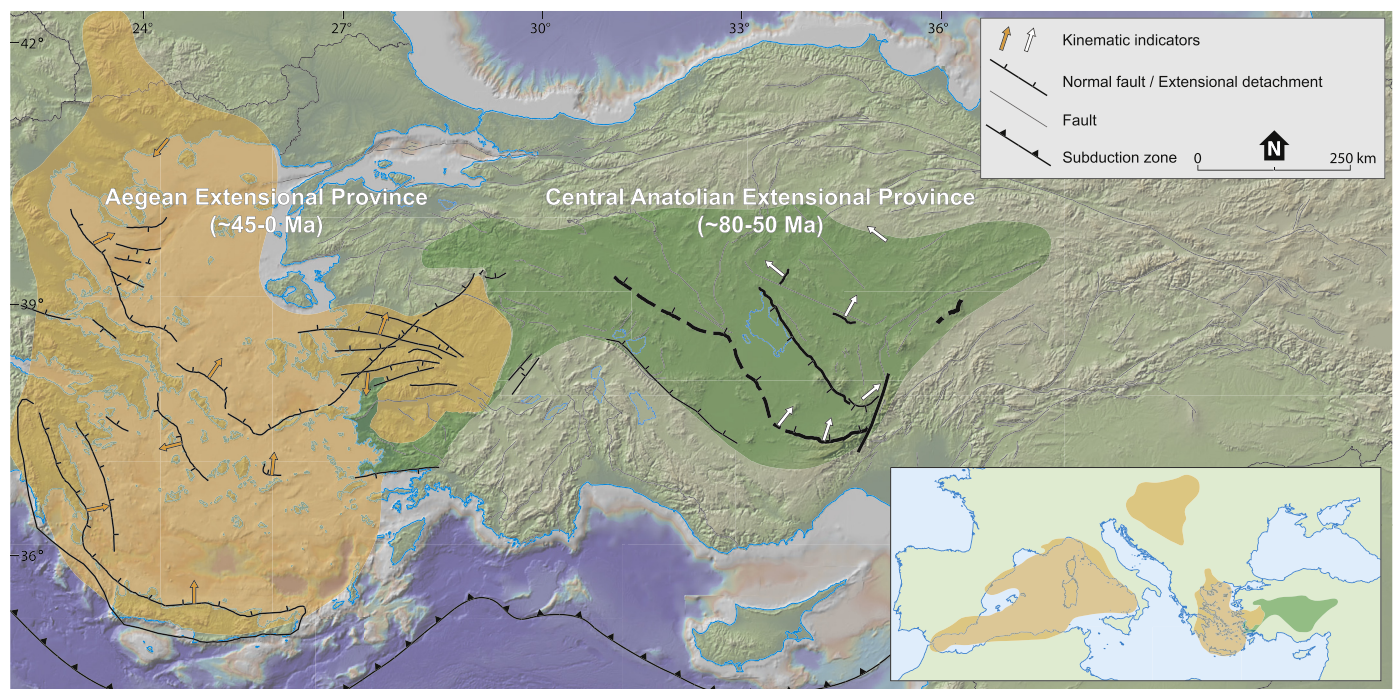 24° 27° 30° 33° 36°
42°
39°
36°
Aegean Extensional Province
(~45-0 Ma)
Central Anatolian Extensional Province
(~80-50 Ma)
Kinematic indicators
Normal fault / Extensional detachment
Fault
Subduction zone
N
0 250 km